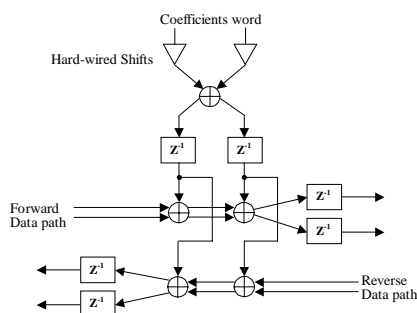 Coefficients word
Hard-wired Shifts
Z-1
Z-1
Z-1
Forward
Data path
Z-1
Z-1
Reverse
Data path
Z-1